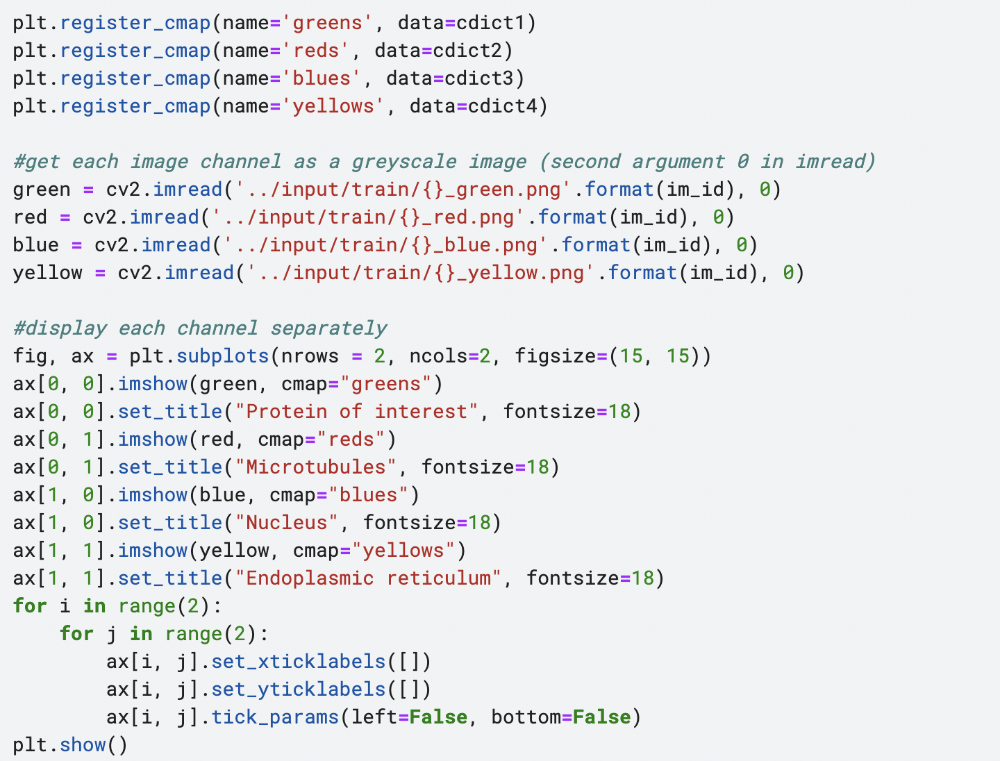 plt.register_cmap(name='greens', data=cdict1)
plt.register_cmap(name='reds', data=cdict2)
plt.register_cmap(name='blues', data=cdict3)
plt.register_cmap(name='yellows', data=cdict4)

#get each image channel as a greyscale image (second argument 0 in imread)
green = cv2.imread('../input/train/{}_green.png'.format(im_id), 0)
red = cv2.imread('../input/train/{}_red.png'.format(im_id), 0)
blue = cv2.imread('../input/train/{}_blue.png'.format(im_id), 0)
yellow = cv2.imread('../input/train/{}_yellow.png'.format(im_id), 0)

#display each channel separately
fig, ax = plt.subplots(nrows = 2, ncols=2, figsize=(15, 15))
ax[0, 0].imshow(green, cmap="greens")
ax[0, 0].set_title("Protein of interest", fontsize=18)
ax[0, 1].imshow(red, cmap="reds")
ax[0, 1].set_title("Microtubules", fontsize=18)
ax[1, 0].imshow(blue, cmap="blues")
ax[1, 0].set_title("Nucleus", fontsize=18)
ax[1, 1].imshow(yellow, cmap="yellows")
ax[1, 1].set_title("Endoplasmic reticulum", fontsize=18)
for i in range(2):
    for j in range(2):
        ax[i, j].set_xticklabels([])
        ax[i, j].set_yticklabels([])
        ax[i, j].tick_params(left=False, bottom=False)
plt.show()